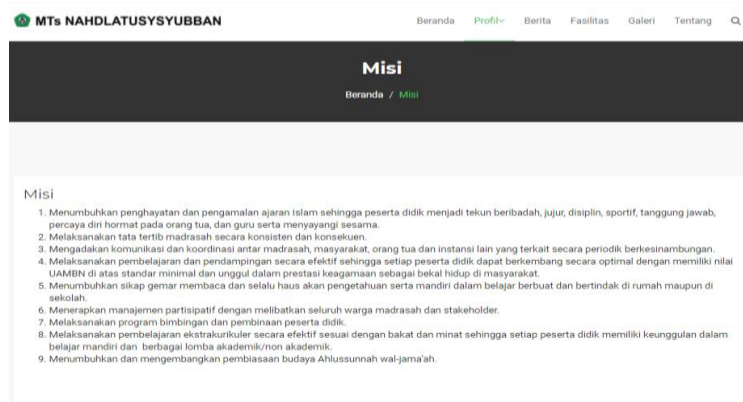 MTs NAHDLATUSYSYUBBAN
Beranda Profil Berita Fasilitas Galeri Tentang
Misi
Beranda / Misi
Misi
1. Menumbuhkan penghayatan dan pengamalan ajaran Islam sehingga peserta didik menjadi tekun beribadah, jujur, disiplin, sportif, tanggung jawab,
percaya diri hormat pada orang tua, dan guru serta menyayangi sesama.
2. Melaksanakan tata tertib madrasah secara konsisten dan konsekuen.
3. Mengadakan komunikasi dan koordinasi antar madrasah, masyarakat, orang tua dan instansi lain yang terkait secara periodik berkesinambungan.
4. Melaksanakan pembelajaran dan pendampingan secara efektif sehingga setiap peserta didik dapat berkembang secara optimal dengan memiliki nilai
UAMBN di atas standar minimal dan unggul dalam prestasi keagamaan sebagai bekal hidup di masyarakat.
5. Menumbuhkan sikap gemar membaca dan selalu haus akan pengetahuan serta mandiri dalam belajar berbuat dan bertindak di rumah maupun di
sekolah.
6. Menerapkan manajemen partisipatif dengan melibatkan seluruh warga madrasah dan stakeholder.
7. Melaksanakan program bimbingan dan pembinaan peserta didik.
8. Melaksanakan pembelajaran ekstrakurikuler secara efektif sesuai dengan bakat dan minat sehingga setiap peserta didik memiliki keunggulan dalam
belajar mandiri dan berbagai lomba akademik/non akademik.
9. Menumbuhkan dan mengembangkan pembiasaan budaya Ahlussunnah wal-jama'ah.